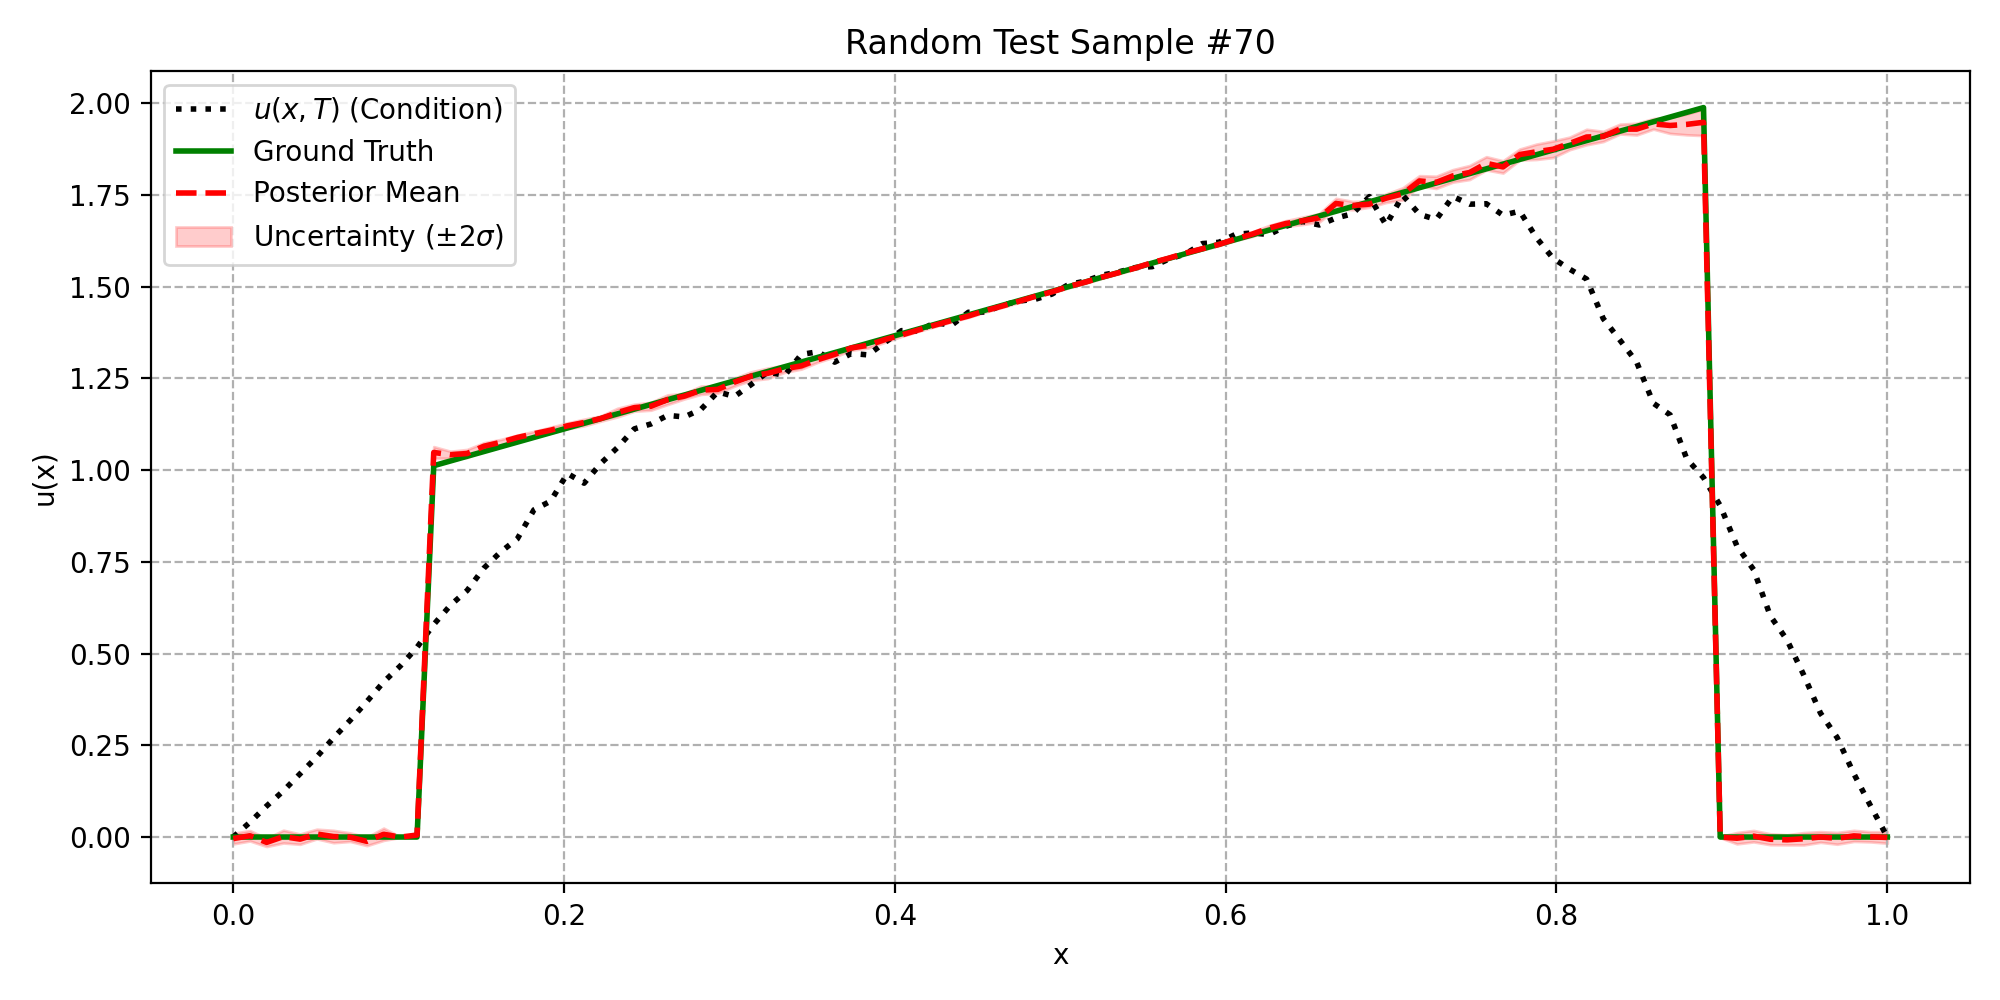 Random Test Sample #70
u(x, T) (Condition)
Ground Truth
Posterior Mean
Uncertainty (±2σ)
2.00
1.75
1.50
1.25
1.00
0.75
0.50
0.25
0.00
u(x)
0.0 0.2 0.4 0.6 0.8 1.0
x